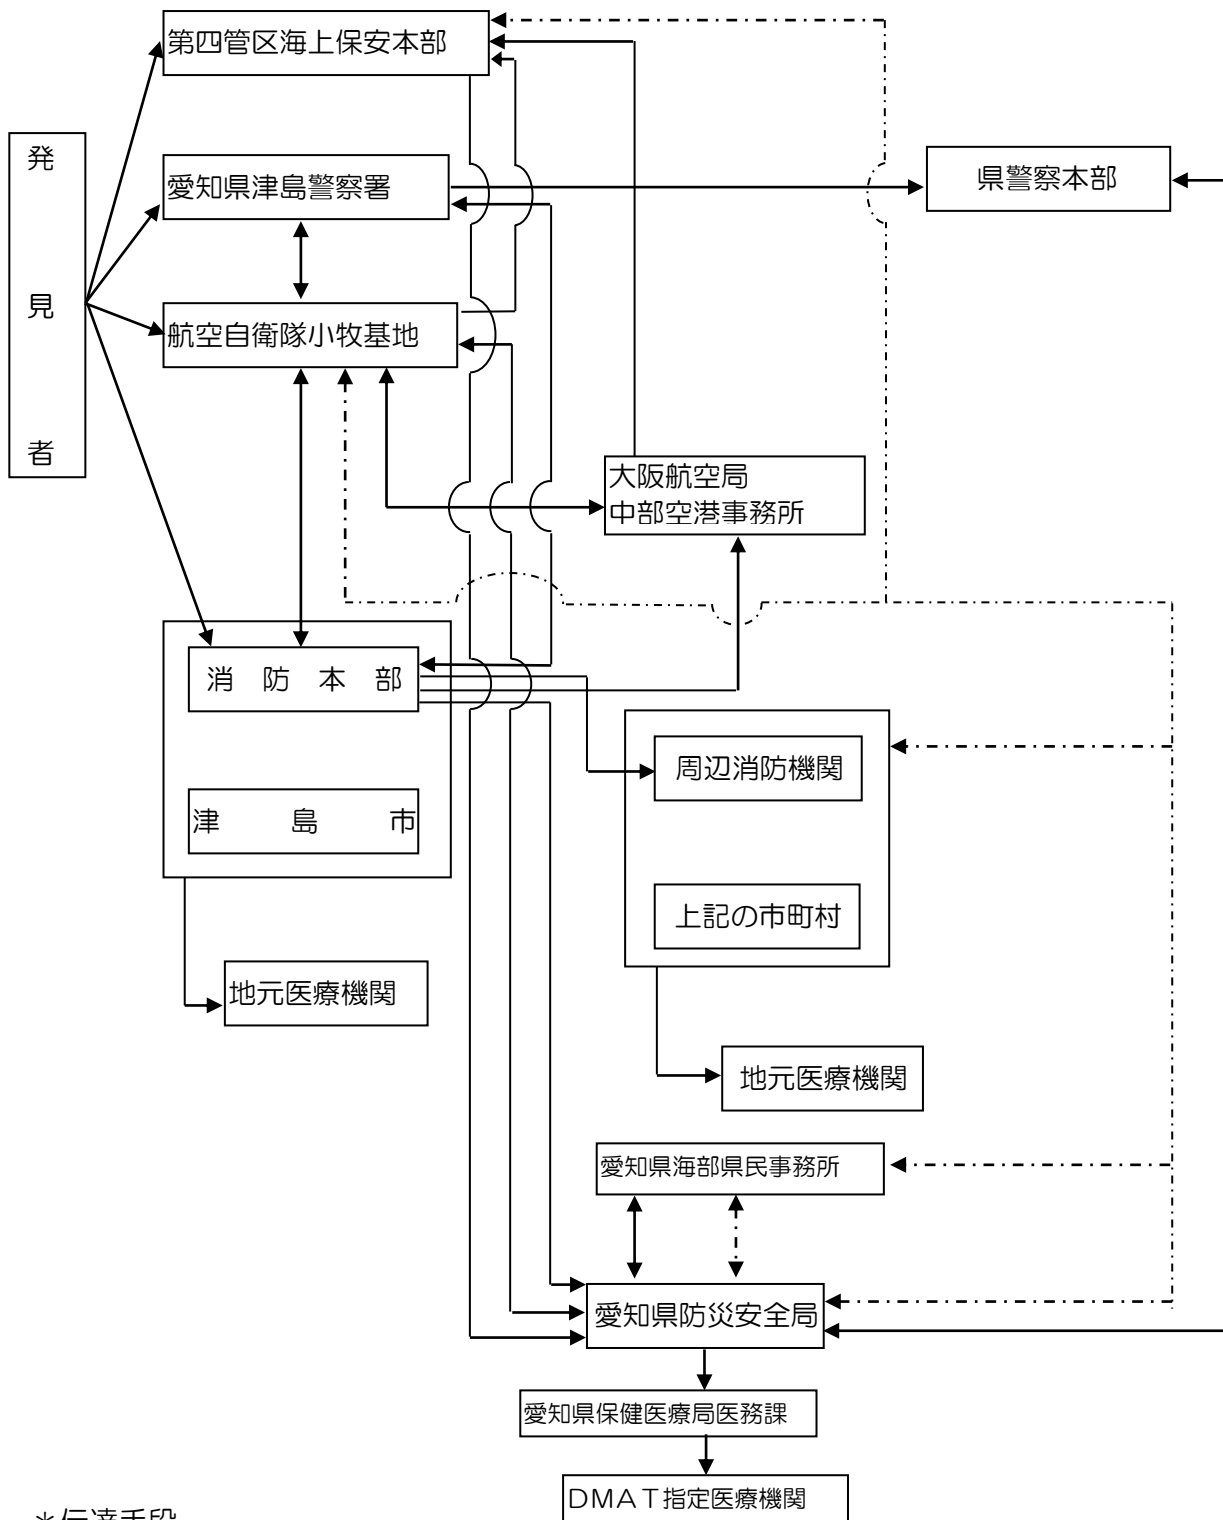 第四管区海上保安本部
発見者
愛知県津島警察署
県警察本部
航空自衛隊小牧基地
大阪航空局
中部空港事務所
消防本部
周辺消防機関
津島市
上記の市町村
地元医療機関
地元医療機関
愛知県海部県民事務所
愛知県防災安全局
愛知県保健医療局医務課
DMAT指定医療機関
*伝達手段